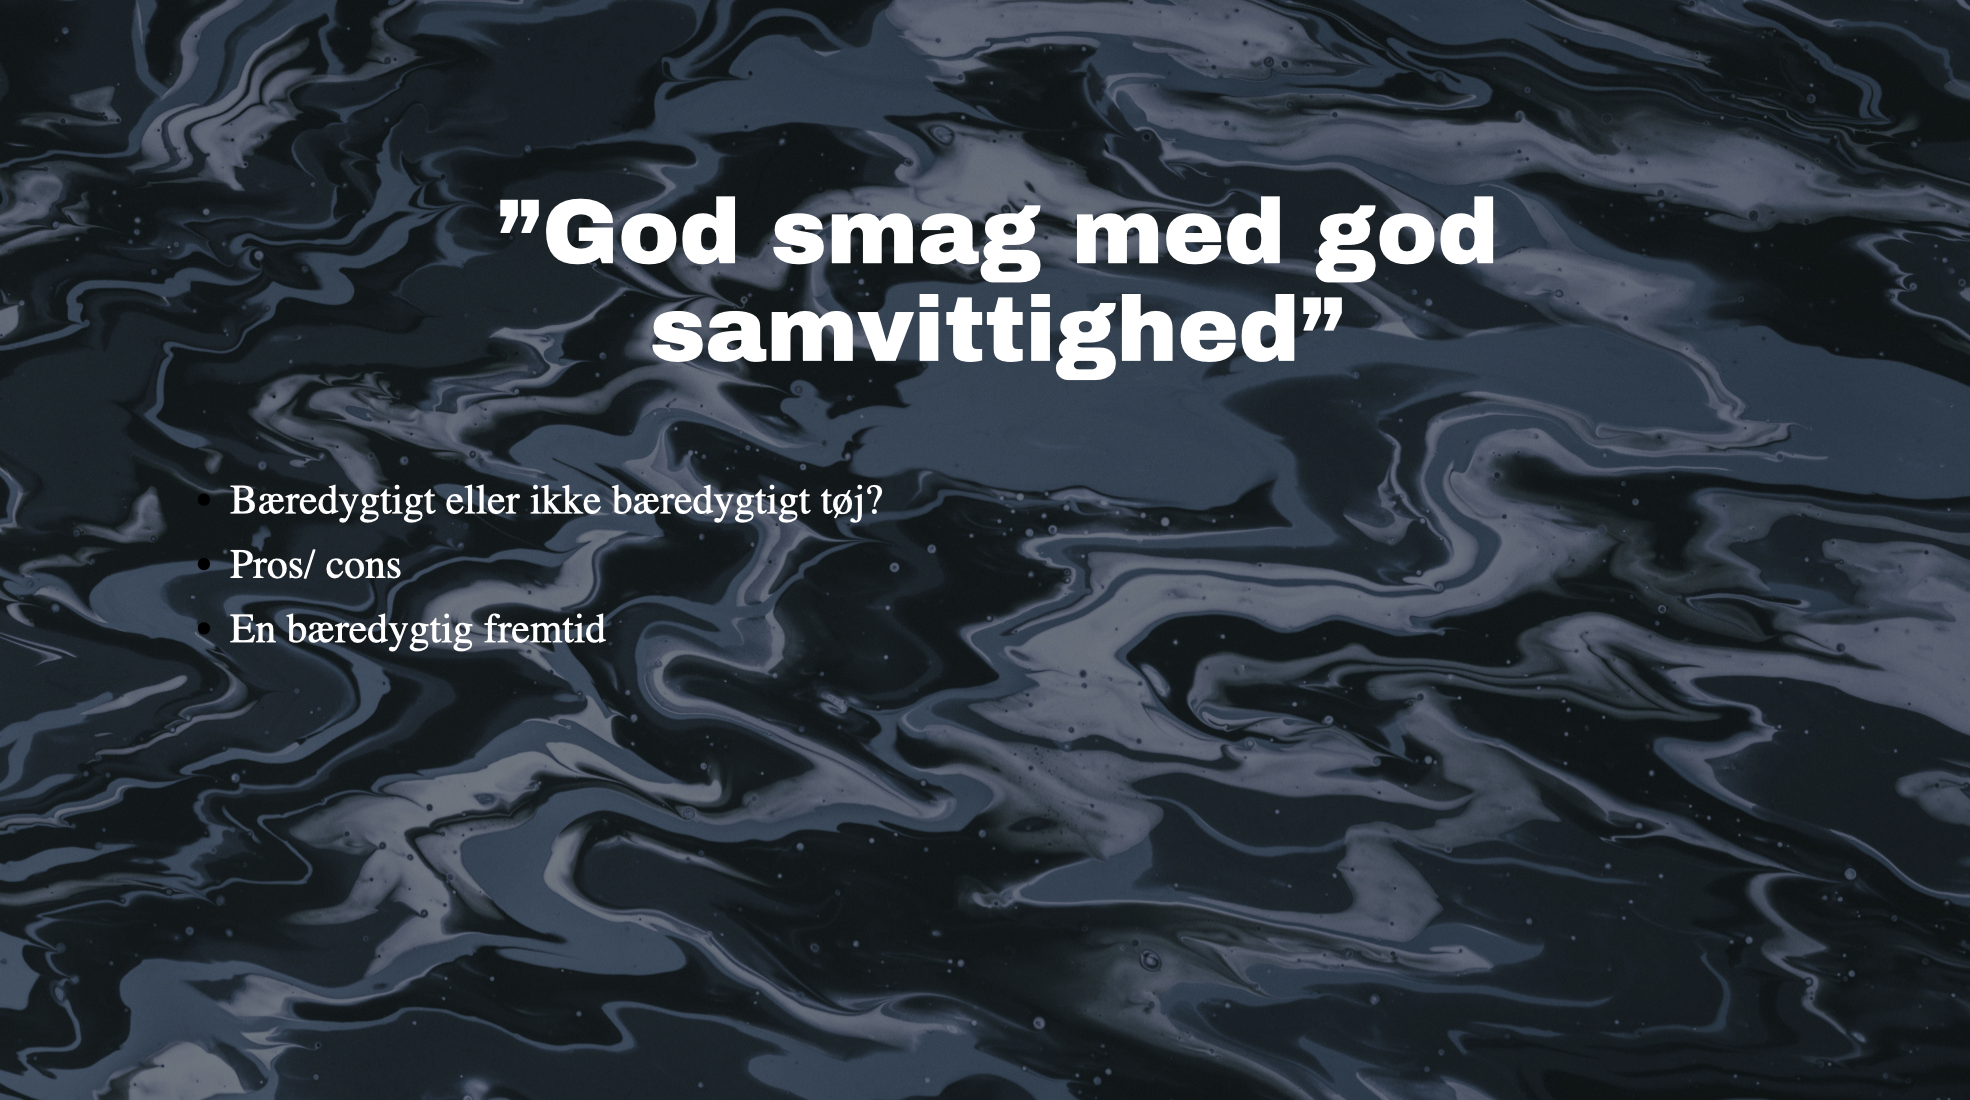 ”God smag med god
samvittighed”
• Bæredygtigt eller ikke bæredygtigt tøj?
• Pros/ cons
• En bæredygtig fremtid